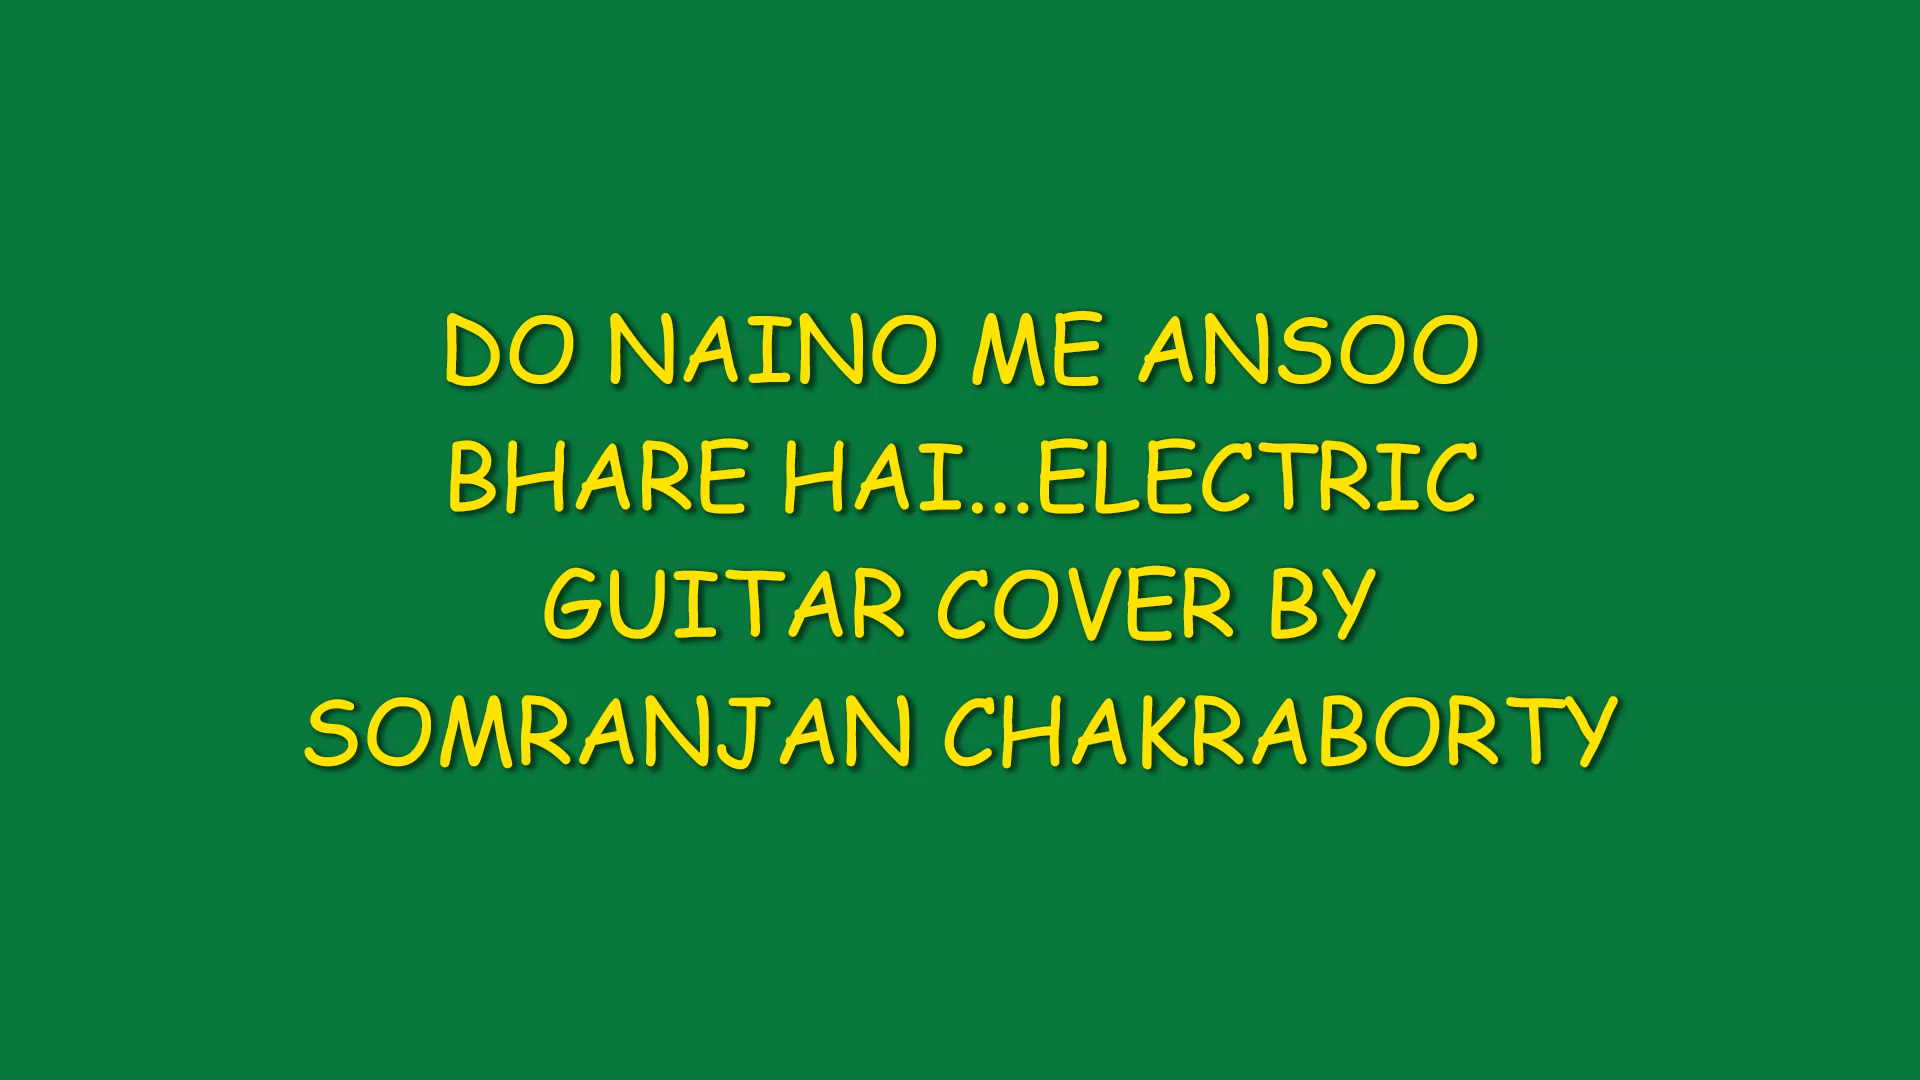 DO NAINO ME ANSOO
BHARE HAI...ELECTRIC
GUITAR COVER BY
SOMRANJAN CHAKRABORTY